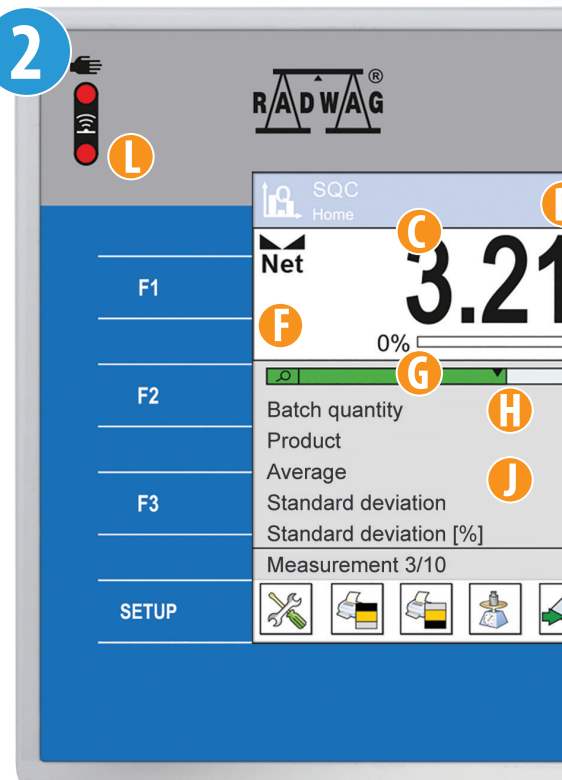 2
RADWAG®
L
SQC
Home
C
Net
3.21
F1
F
0%
G
F2
Batch quantity
H
Product
Average
J
F3
Standard deviation
Standard deviation [%]
Measurement 3/10
SETUP